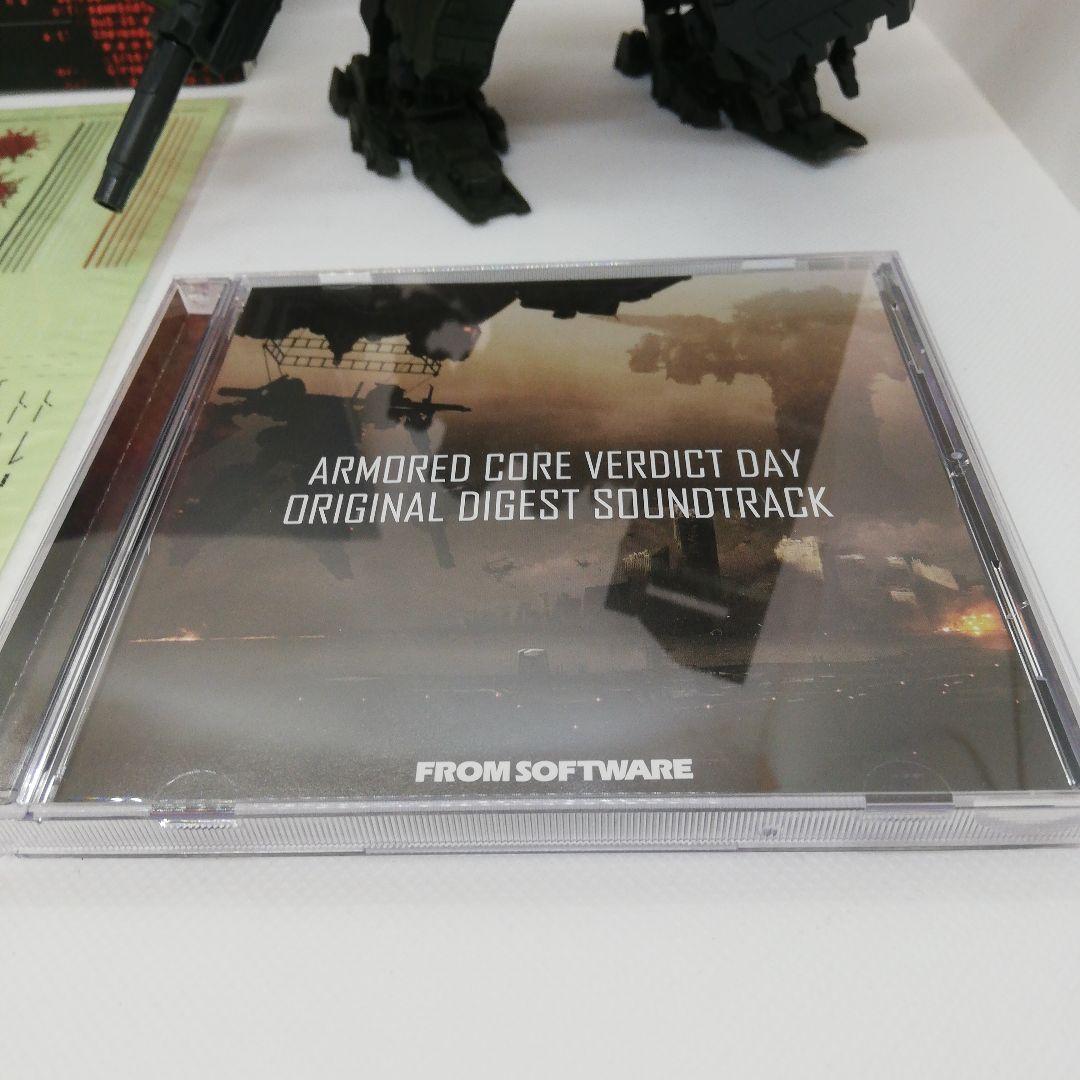 ARMORED CORE VERDICT DAY
ORIGINAL DIGEST SOUNDTRACK
FROM SOFTWARE